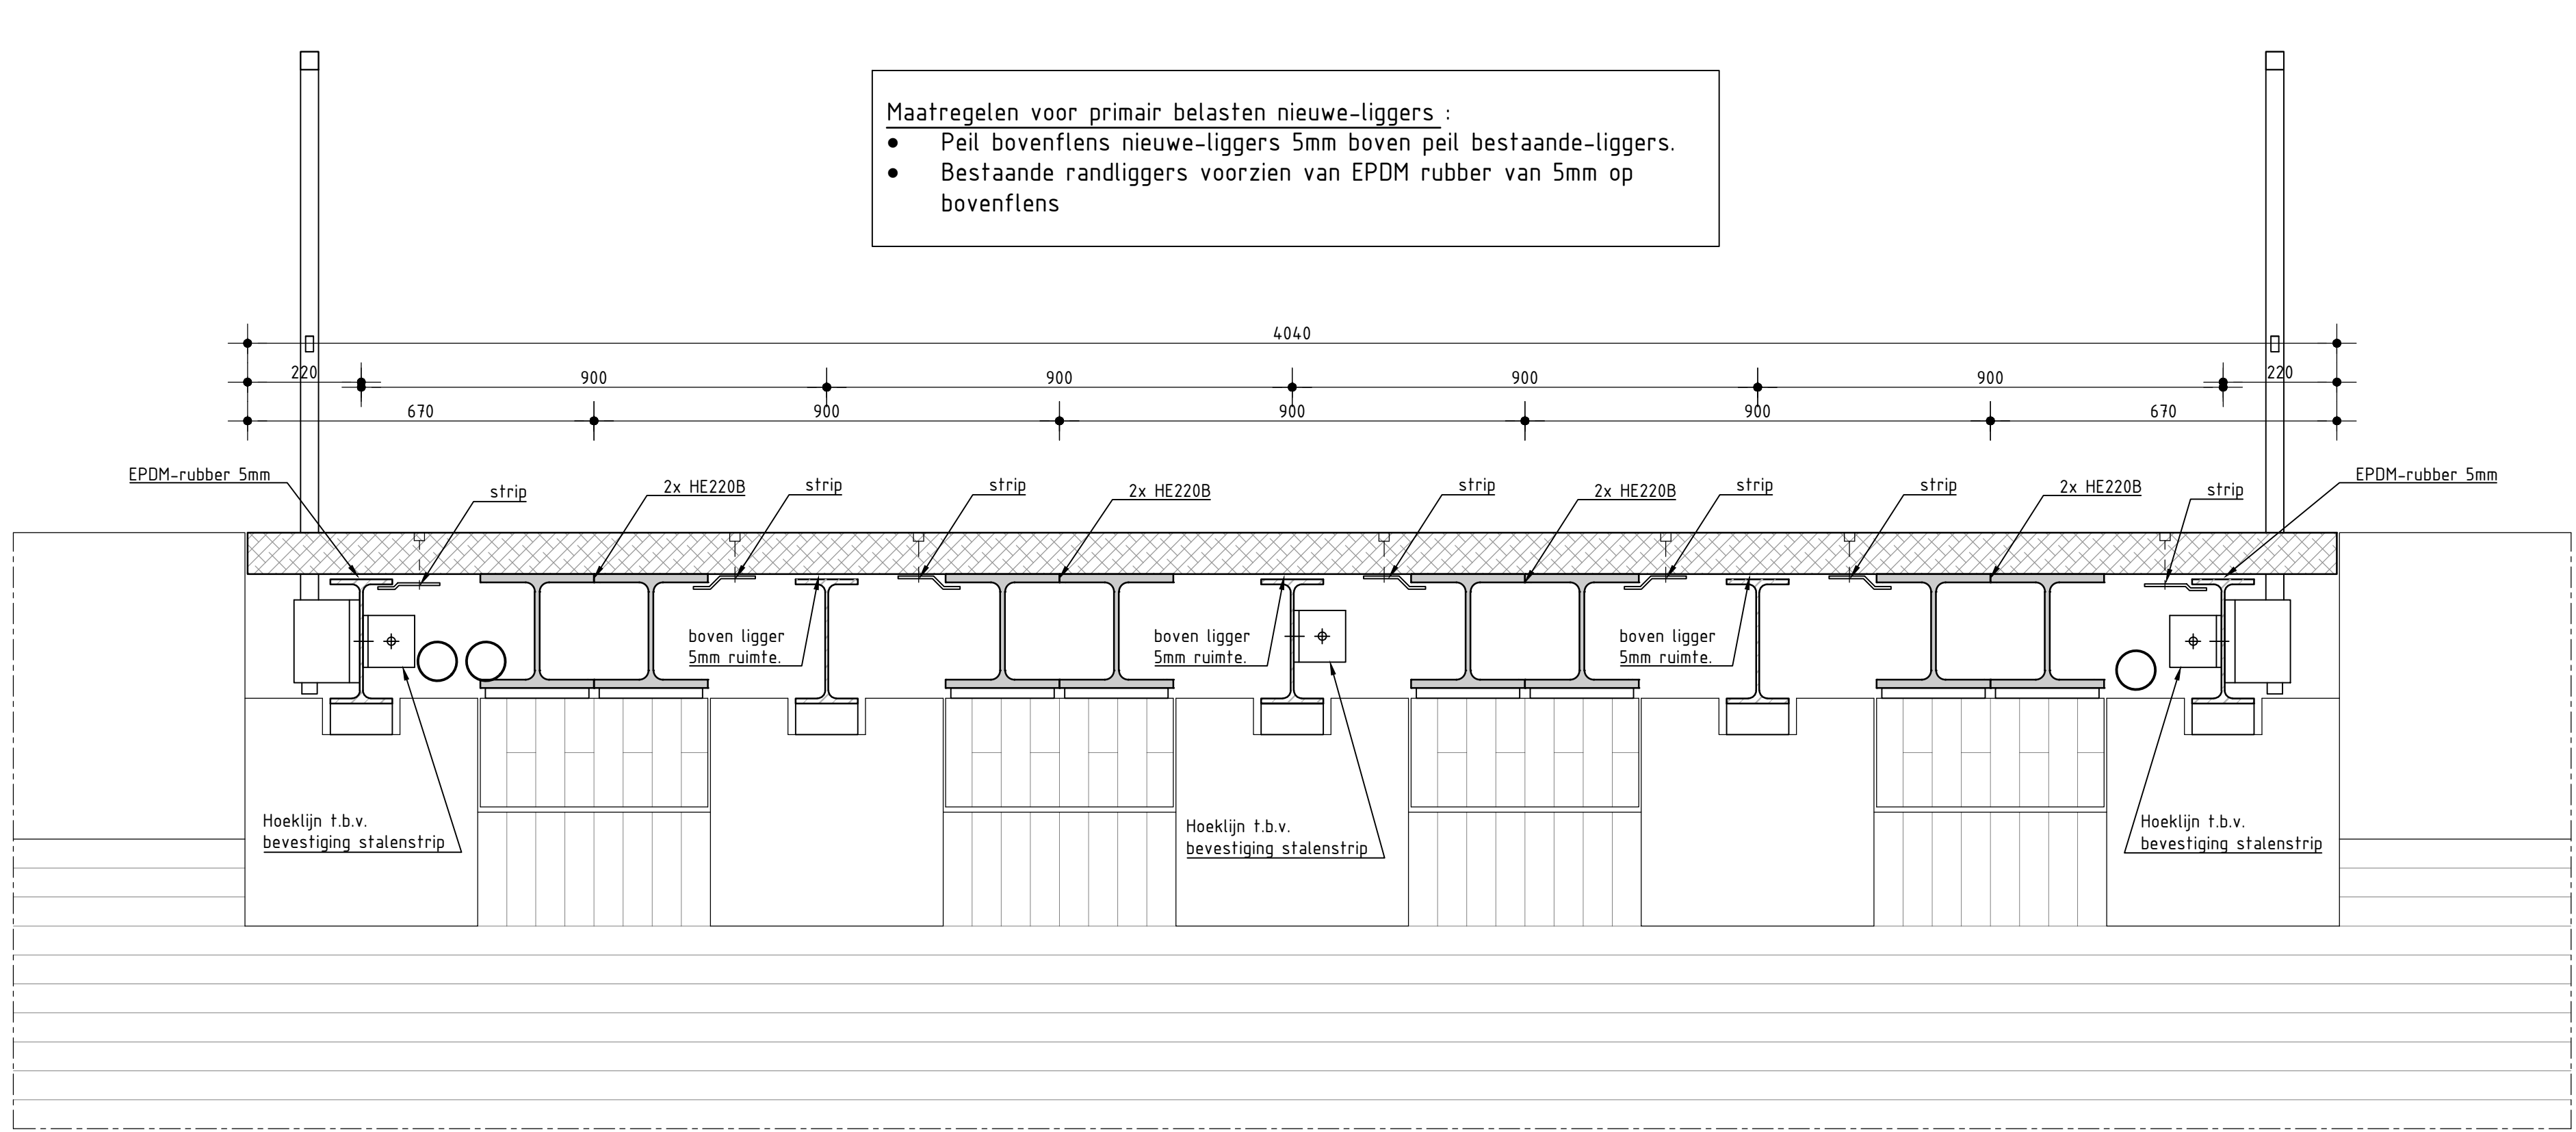 Maatregelen voor primair belasten nieuwe-liggers :
● Peil bovenflens nieuwe-liggers 5mm boven peil bestaande-liggers.
● Bestaande randliggers voorzien van EPDM rubber van 5mm op
bovenflens
4040
220
900
900
900
900
220
670
900
900
900
670
EPDM-rubber 5mm
strip
2x HE220B
strip
strip
2x HE220B
strip
2x HE220B
strip
strip
2x HE220B
strip
EPDM-rubber 5mm
boven ligger
5mm ruimte.
boven ligger
5mm ruimte.
boven ligger
5mm ruimte.
Hoeklijn t.b.v.
bevestiging stalenstrip
Hoeklijn t.b.v.
bevestiging stalenstrip
Hoeklijn t.b.v.
bevestiging stalenstrip